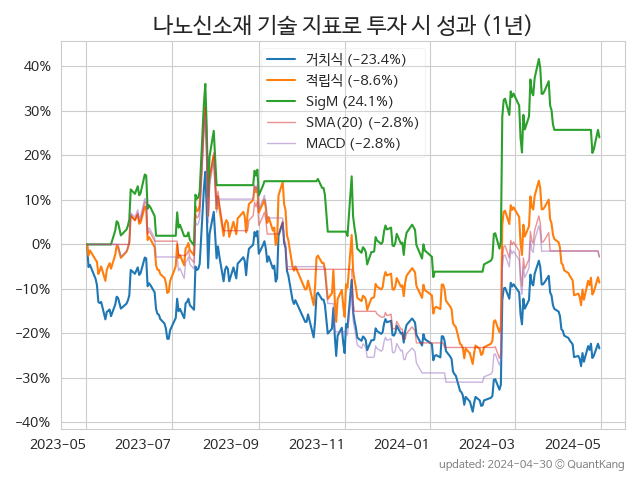 나노신소재 기술 지표로 투자 시 성과 (1년)
거치식 (−23.4%)
적립식 (−8.6%)
SigM (24.1%)
SMA(20) (−2.8%)
MACD (−2.8%)
40%
30%
20%
10%
0%
−10%
−20%
−30%
−40%
2023-05 2023-07 2023-09 2023-11 2024-01 2024-03 2024-05
updated: 2024-04-30 © QuantKang